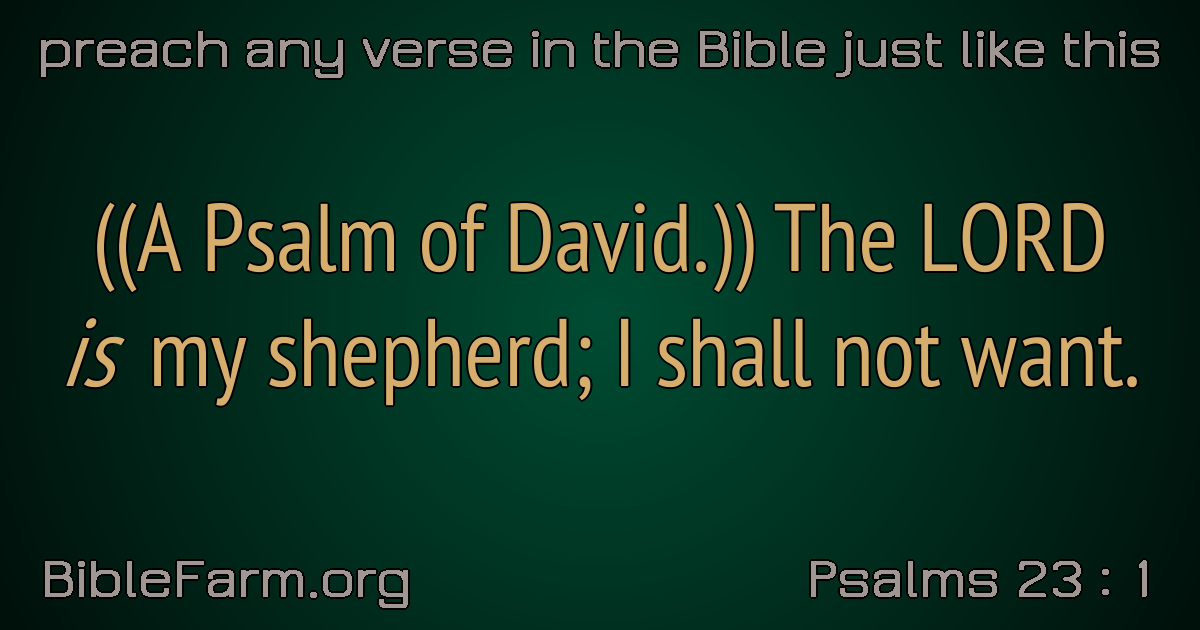 preach any verse in the Bible just like this
((A Psalm of David.)) The LORD
is my shepherd; I shall not want.
BibleFarm.org
Psalms 23 : 1